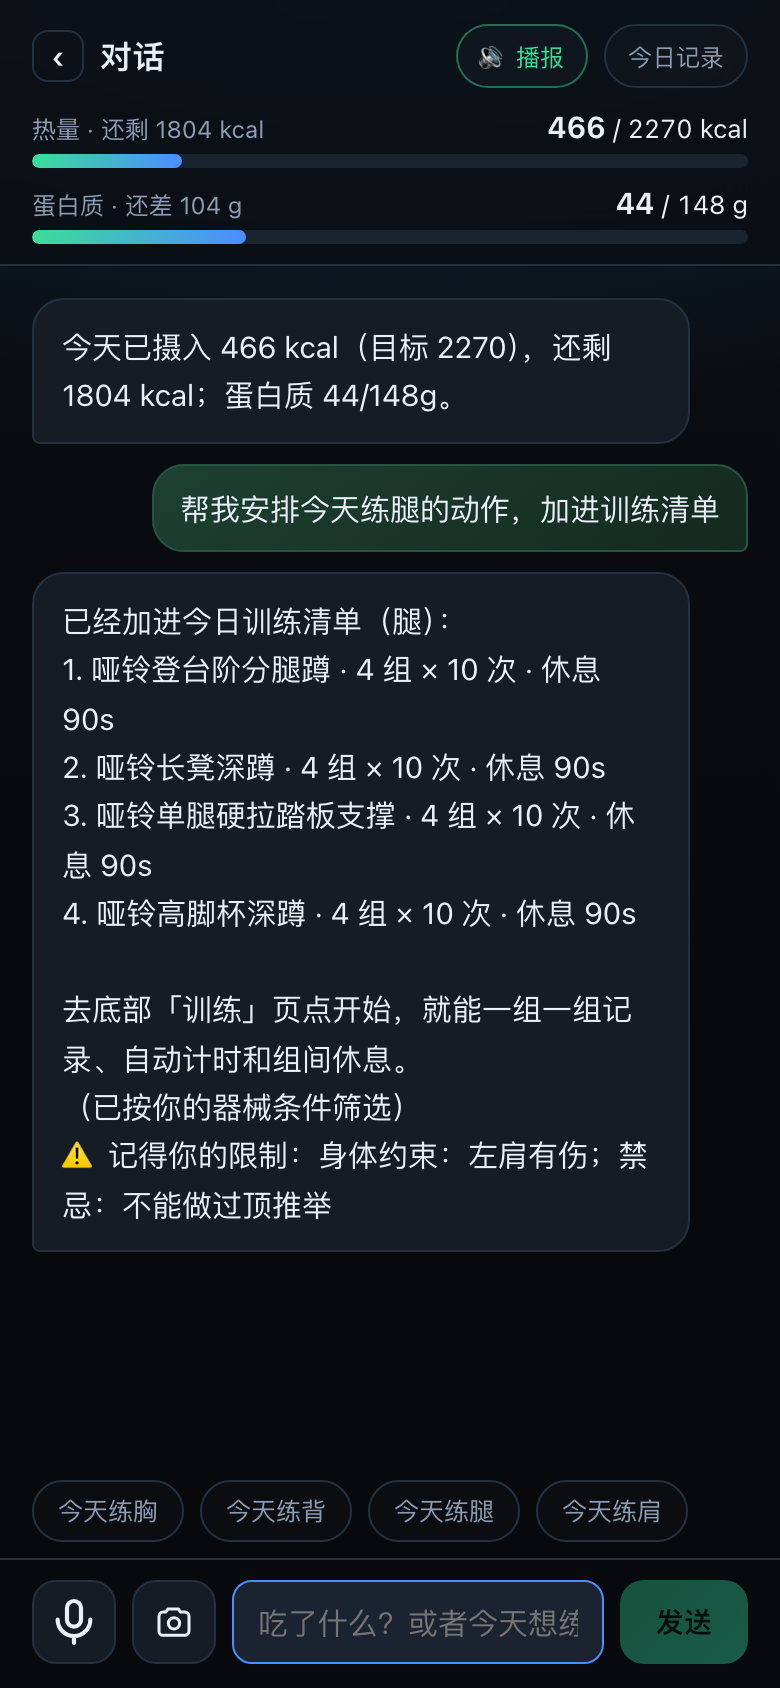 ‹ 对话 🔊 播报 今日记录
热量 · 还剩 1804 kcal 466 / 2270 kcal
蛋白质 · 还差 104 g 44 / 148 g
今天已摄入 466 kcal（目标 2270），还剩
1804 kcal；蛋白质 44/148g。
帮我安排今天练腿的动作，加进训练清单
已经加进今日训练清单（腿）：
1. 哑铃登台阶分腿蹲 · 4 组 × 10 次 · 休息
90s
2. 哑铃长凳深蹲 · 4 组 × 10 次 · 休息 90s
3. 哑铃单腿硬拉踏板支撑 · 4 组 × 10 次 · 休
息 90s
4. 哑铃高脚杯深蹲 · 4 组 × 10 次 · 休息 90s
去底部「训练」页点开始，就能一组一组记
录、自动计时和组间休息。
（已按你的器械条件筛选）
⚠️ 记得你的限制：身体约束：左肩有伤；禁
忌：不能做过顶推举
今天练胸 今天练背 今天练腿 今天练肩
吃了什么？或者今天想练 发送